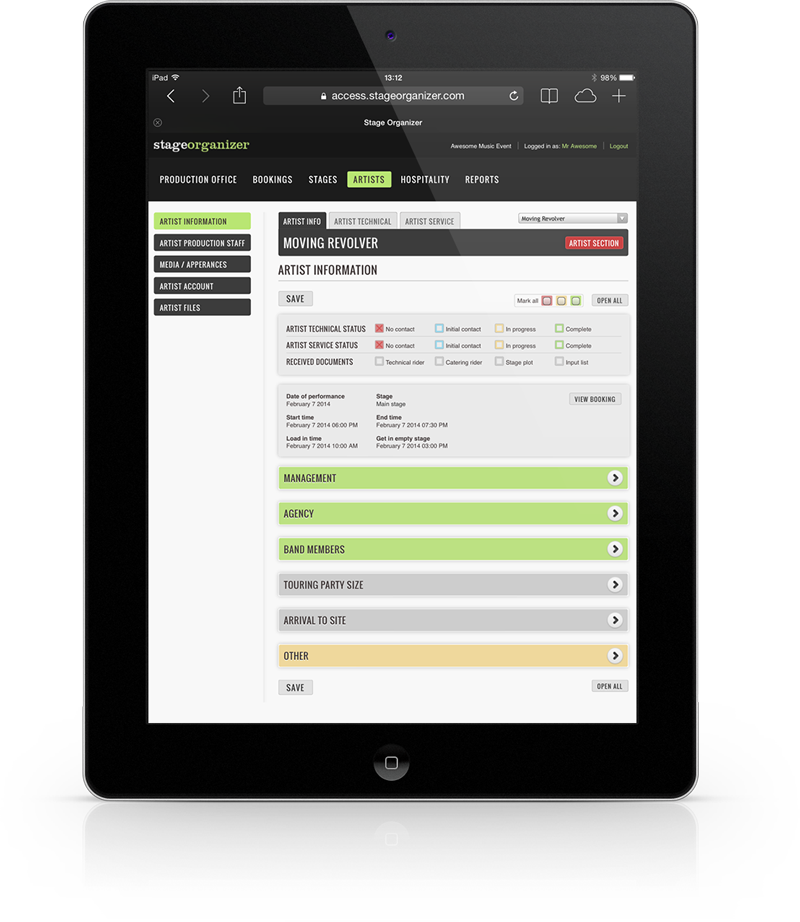 iPad 13:12 98%
access.stageorganizer.com
Stage Organizer
stageorganizer Awesome Music Event Logged in as: Mr Awesome Logout
PRODUCTION OFFICE BOOKINGS STAGES ARTISTS HOSPITALITY REPORTS
ARTIST INFORMATION
ARTIST PRODUCTION STAFF
MEDIA / APPERANCES
ARTIST ACCOUNT
ARTIST FILES
ARTIST INFO ARTIST TECHNICAL ARTIST SERVICE Moving Revolver
MOVING REVOLVER ARTIST SECTION
ARTIST INFORMATION
SAVE Mark all OPEN ALL
ARTIST TECHNICAL STATUS No contact Initial contact In progress Complete
ARTIST SERVICE STATUS No contact Initial contact In progress Complete
RECEIVED DOCUMENTS Technical rider Catering rider Stage plot Input list
Date of performance Stage
February 7 2014 Main stage
VIEW BOOKING
Start time End time
February 7 2014 06:00 PM February 7 2014 07:30 PM
Load in time Get in empty stage
February 7 2014 10:00 AM February 7 2014 03:00 PM
MANAGEMENT
AGENCY
BAND MEMBERS
TOURING PARTY SIZE
ARRIVAL TO SITE
OTHER
SAVE OPEN ALL